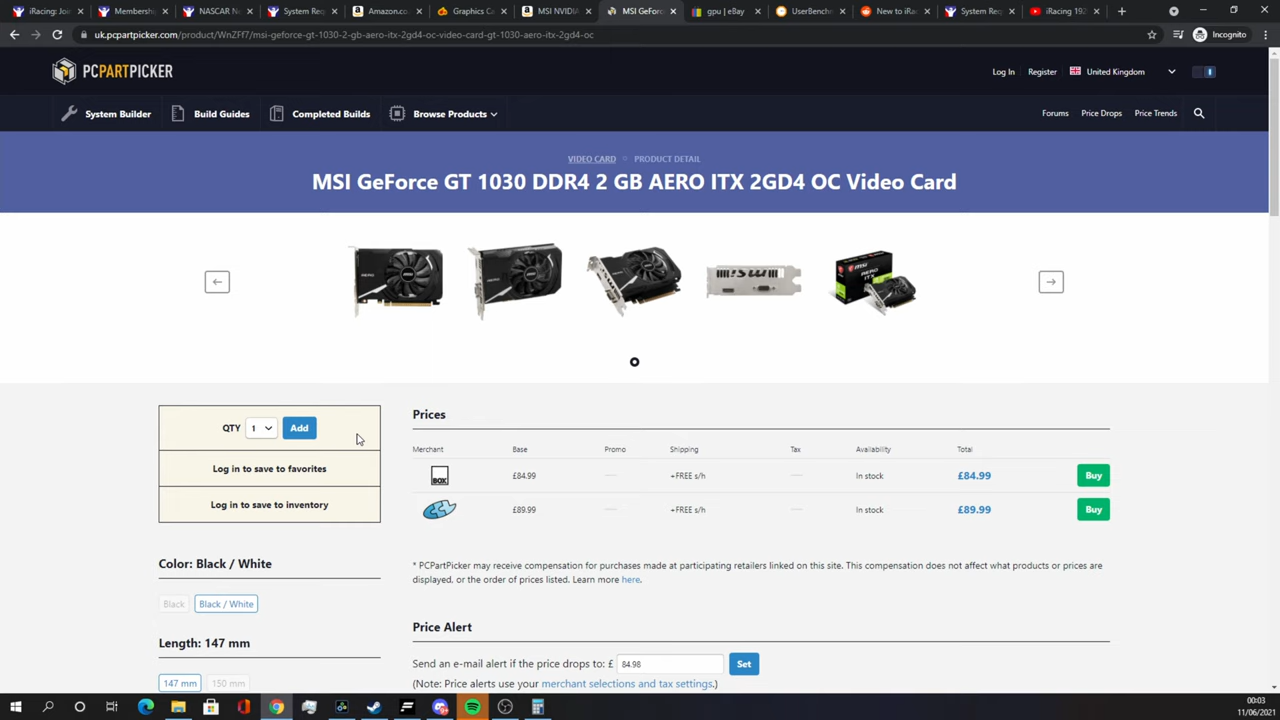 iRacing: Joi
Membersh
NASCAR Ne
System Req
Amazon.co
Graphics Ca
MSI NVIDI
MSI GeForc
gpu | eBay
UserBench
New to iRa
System Req
iRacing 192
uk.pcpartpicker.com/product/WnZFf7/msi-geforce-gt-1030-2-gb-aero-itx-2gd4-oc-video-card-gt-1030-aero-itx-2gd4-oc
Incognito
PCPARTPICKER
Log In Register United Kingdom
System Builder Build Guides Completed Builds Browse Products Forums Price Drops Price Trends
VIDEO CARD PRODUCT DETAIL
MSI GeForce GT 1030 DDR4 2 GB AERO ITX 2GD4 OC Video Card
QTY 1 Add
Log in to save to favorites
Log in to save to inventory
Color: Black / White
Black Black / White
Length: 147 mm
147 mm 150 mm
Prices
Merchant Base Promo Shipping Tax Availability Total
BOX £84.99 — +FREE s/h — In stock £84.99 Buy
£89.99 — +FREE s/h — In stock £89.99 Buy
* PCPartPicker may receive compensation for purchases made at participating retailers linked on this site. This compensation does not affect what products or prices are
displayed, or the order of prices listed. Learn more here.
Price Alert
Send an e-mail alert if the price drops to: £ 84.98 Set
(Note: Price alerts use your merchant selections and tax settings.)
00:03
11/06/2021